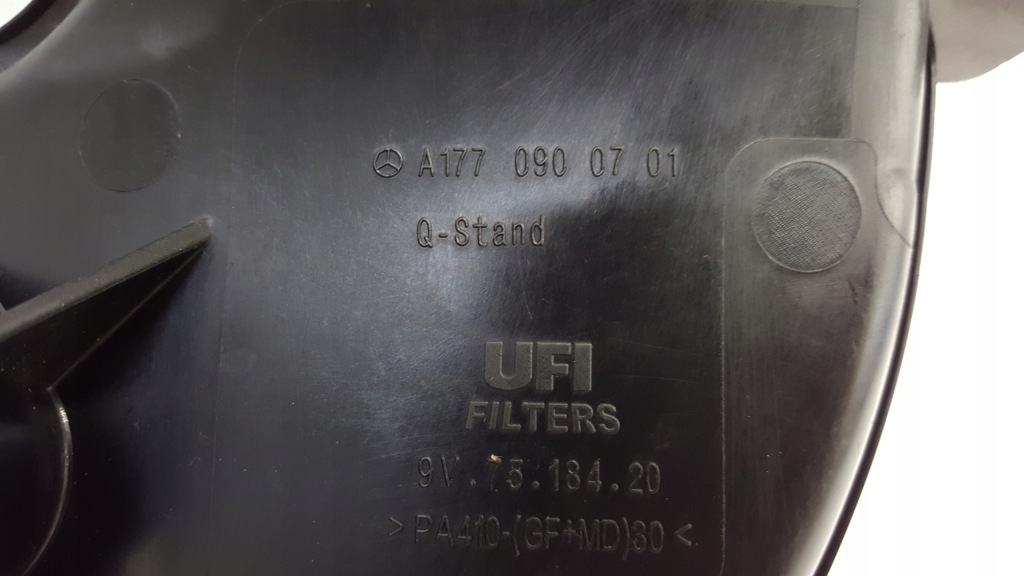 A177 090 07 01
Q-Stand
UFI
FILTERS
9V.75.184.20
>PA410-(GF+MD)30<